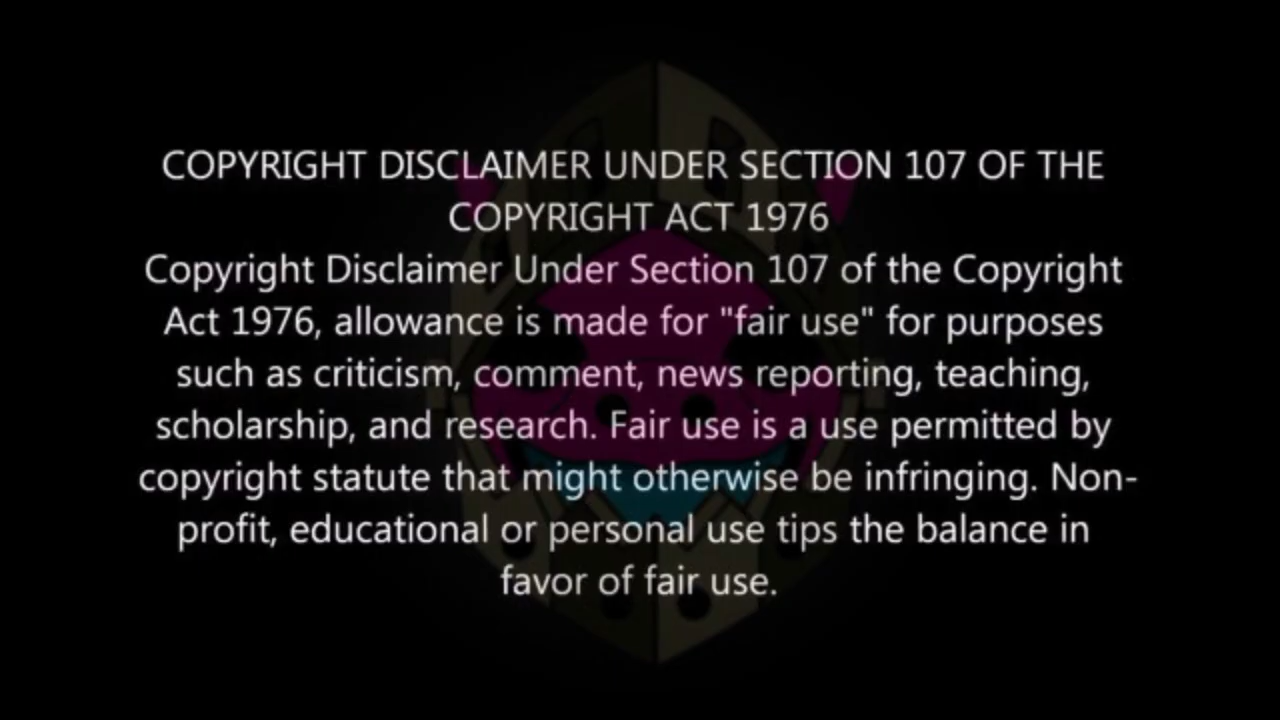 COPYRIGHT DISCLAIMER UNDER SECTION 107 OF THE
COPYRIGHT ACT 1976
Copyright Disclaimer Under Section 107 of the Copyright
Act 1976, allowance is made for "fair use" for purposes
such as criticism, comment, news reporting, teaching,
scholarship, and research. Fair use is a use permitted by
copyright statute that might otherwise be infringing. Non-
profit, educational or personal use tips the balance in
favor of fair use.